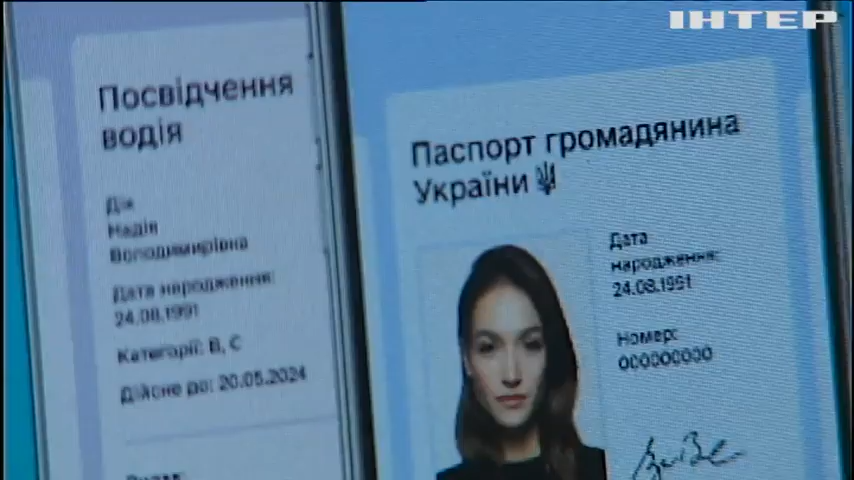 ІНТЕР
Посвідчення
водія
Дія
Надія
Володимирівна
Дата народження:
24.08.1991
Категорії: B, C
Дійсне до: 20.05.2024
Паспорт громадянина
України
Дата
народження:
24.08.1991
Номер:
000000000